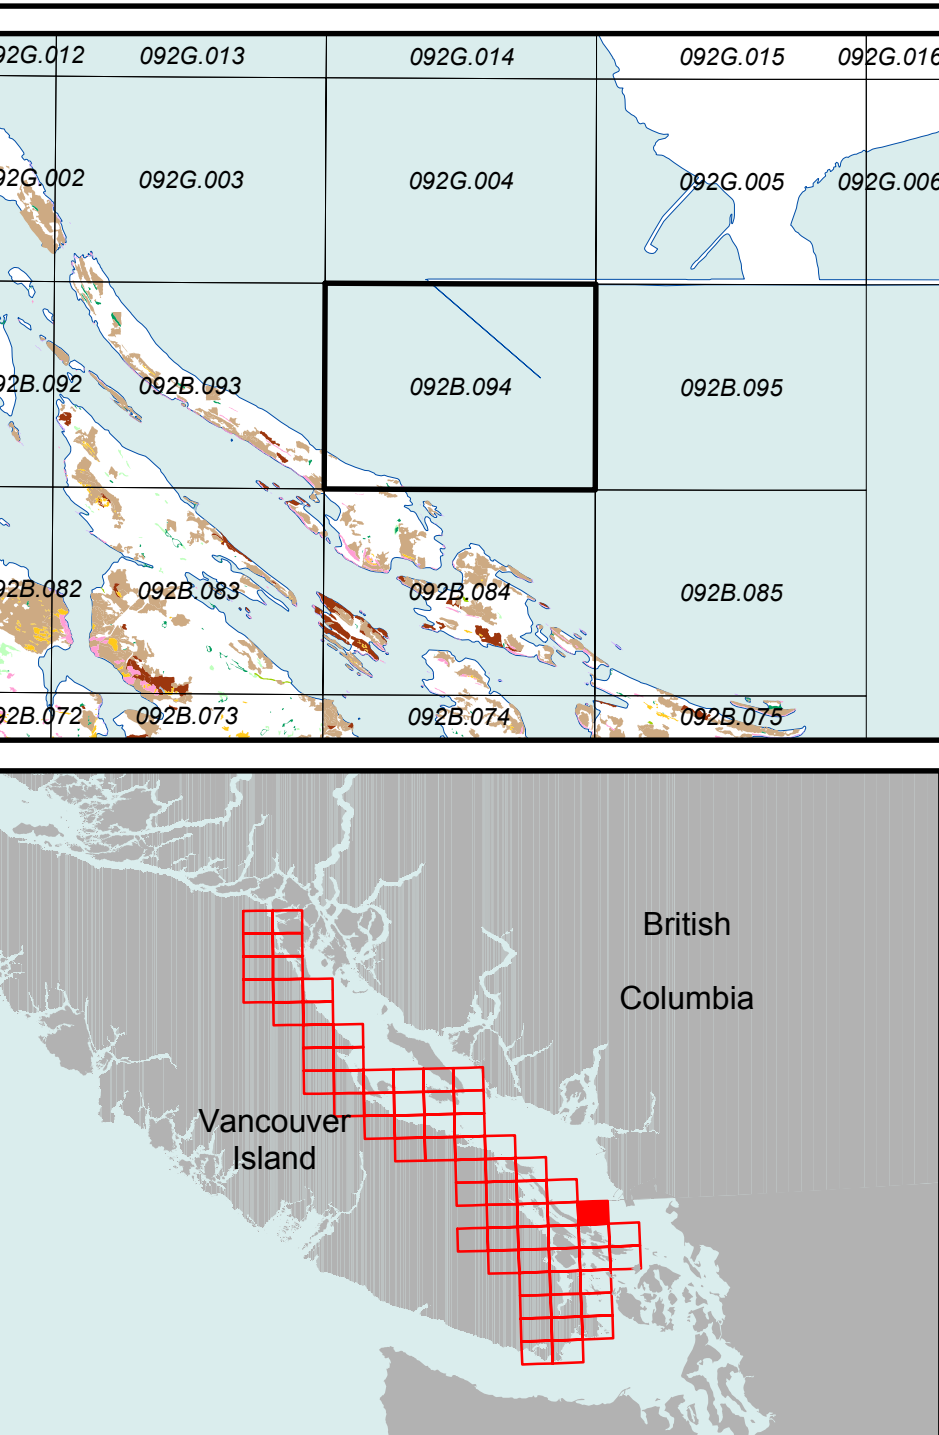 92G.012 092G.013 092G.014 092G.015 092G.016
92G.002 092G.003 092G.004 092G.005 092G.006
92B.092 092B.093 092B.094 092B.095
92B.082 092B.083 092B.084 092B.085
92B.072 092B.073 092B.074 092B.075
British
Columbia
Vancouver
Island